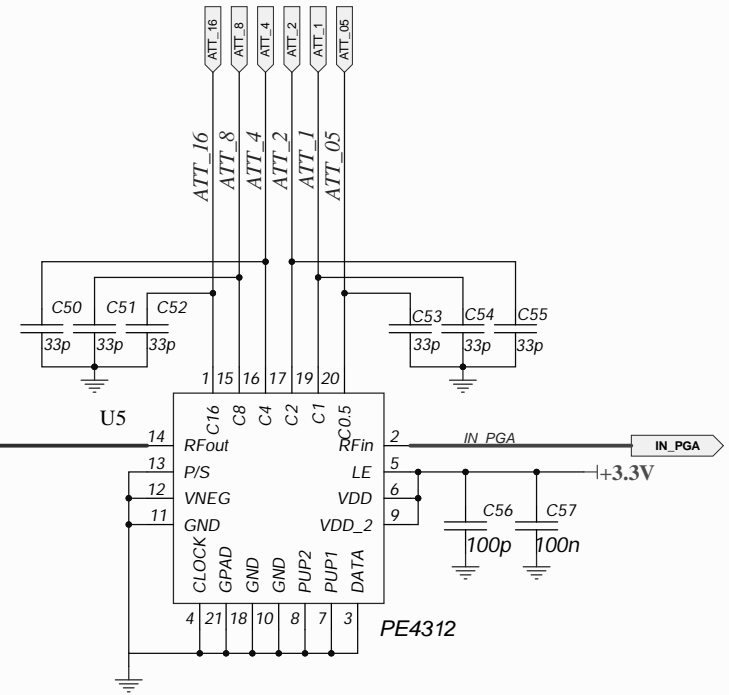 ATT_16 ATT_8 ATT_4 ATT_2 ATT_1 ATT_05
ATT_16 ATT_8 ATT_4 ATT_2 ATT_1 ATT_05
C50 C51 C52 C53 C54 C55
33p 33p 33p 33p 33p 33p
1 15 16 17 19 20
U5
C16 C8 C4 C2 C1 C0.5
14 RFout RFin 2 IN_PGA IN_PGA
13 P/S LE 5 +3.3V
12 VNEG VDD 6 C56 C57
11 GND VDD_2 9 100p 100n
CLOCK GPAD GND GND PUP2 PUP1 DATA
4 21 18 10 8 7 3
PE4312